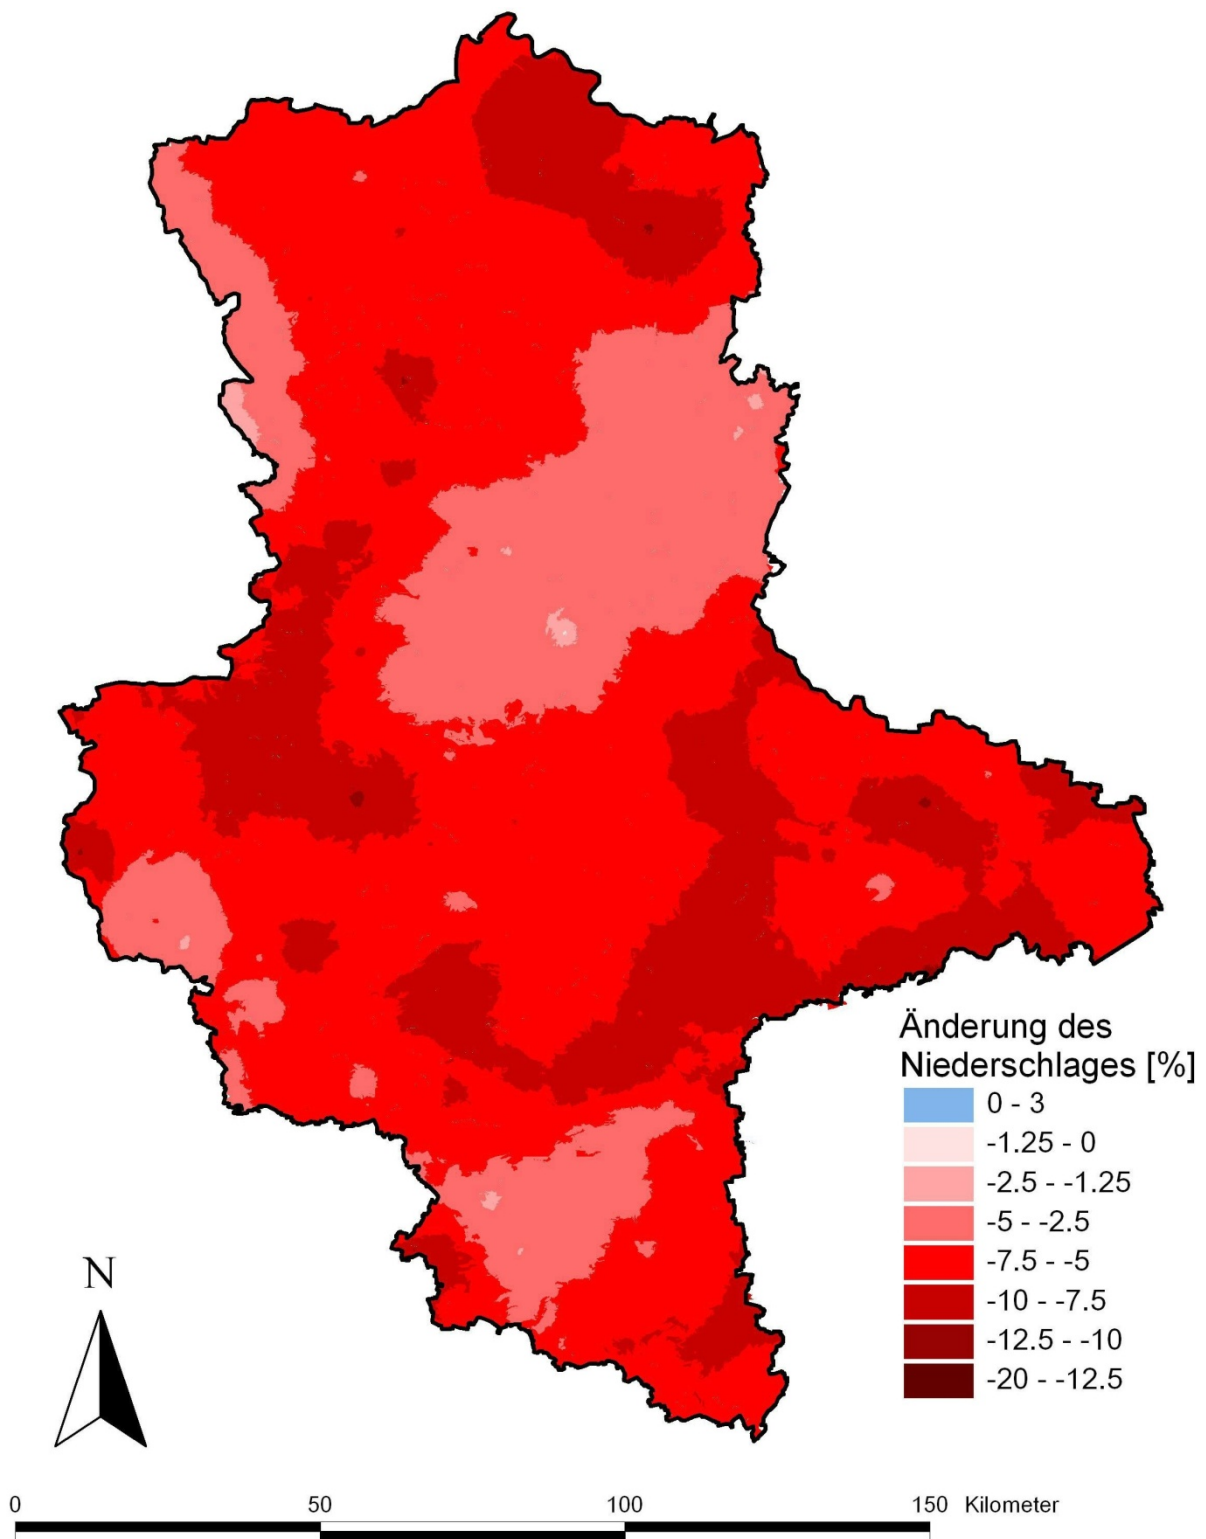 Änderung des
Niederschlages [%]
0 - 3
-1.25 - 0
-2.5 - -1.25
-5 - -2.5
-7.5 - -5
-10 - -7.5
-12.5 - -10
-20 - -12.5
N
0 50 100 150 Kilometer